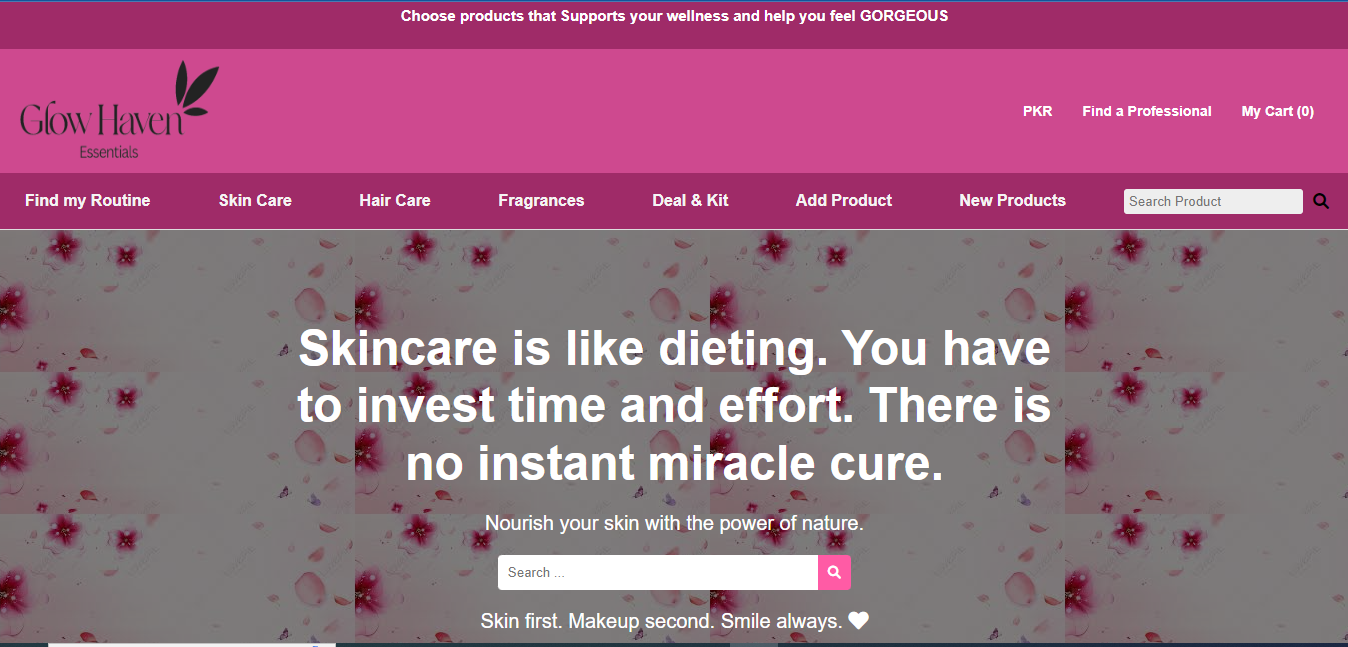 Choose products that Supports your wellness and help you feel GORGEOUS
Glow Haven
Essentials
PKR
Find a Professional
My Cart (0)
Find my Routine
Skin Care
Hair Care
Fragrances
Deal & Kit
Add Product
New Products
Search Product
Skincare is like dieting. You have
to invest time and effort. There is
no instant miracle cure.
Nourish your skin with the power of nature.
Search ...
Skin first. Makeup second. Smile always.